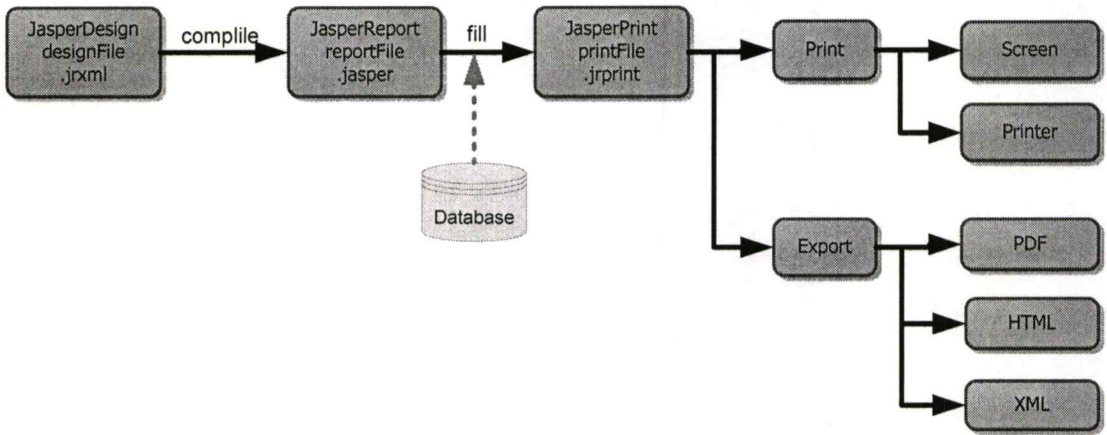 JasperDesign
designFile
.jrxml
complile
JasperReport
reportFile
.jasper
fill
JasperPrint
printFile
.jrprint
Print
Screen
Printer
Database
Export
PDF
HTML
XML